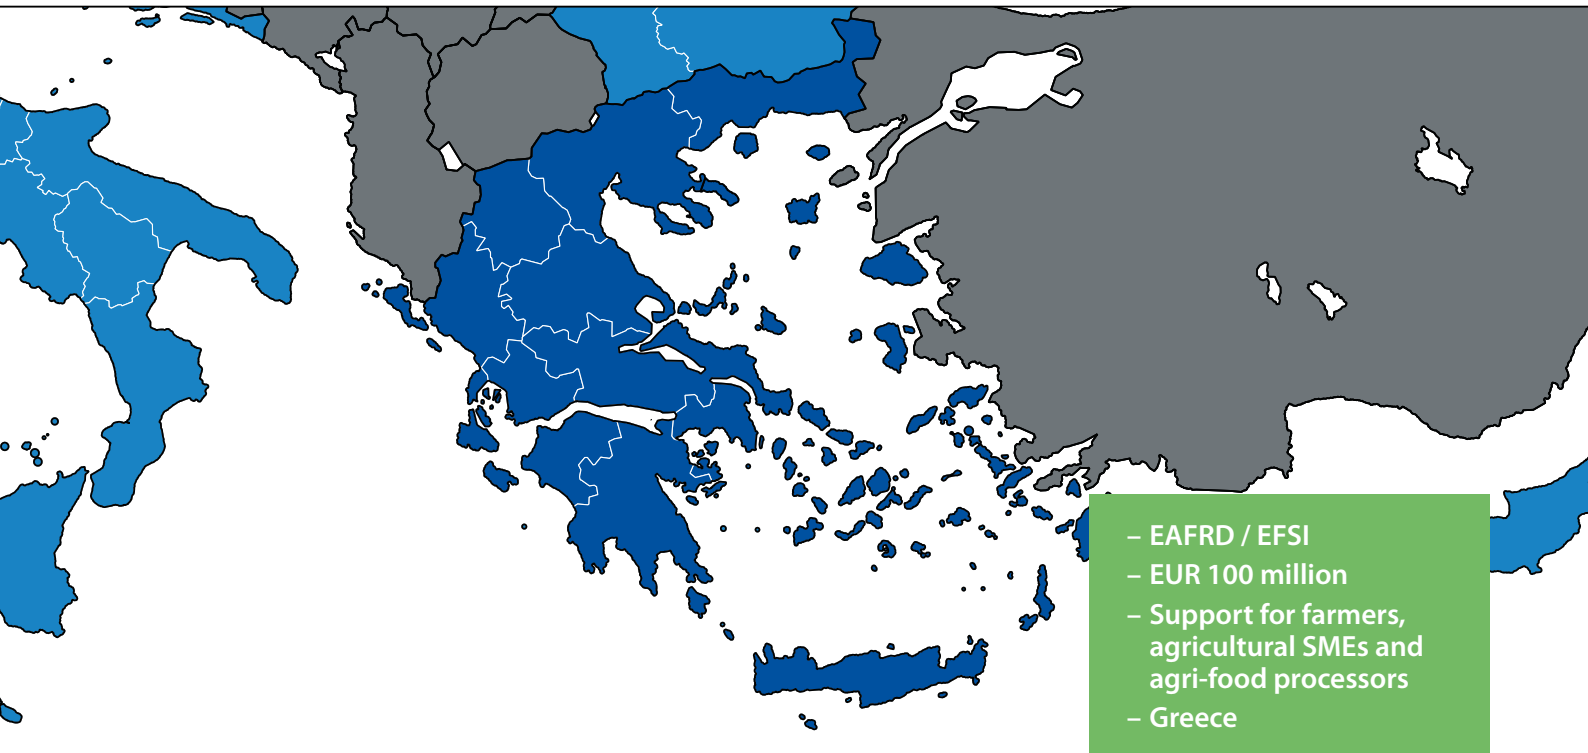 – EAFRD / EFSI
– EUR 100 million
– Support for farmers,
agricultural SMEs and
agri-food processors
– Greece